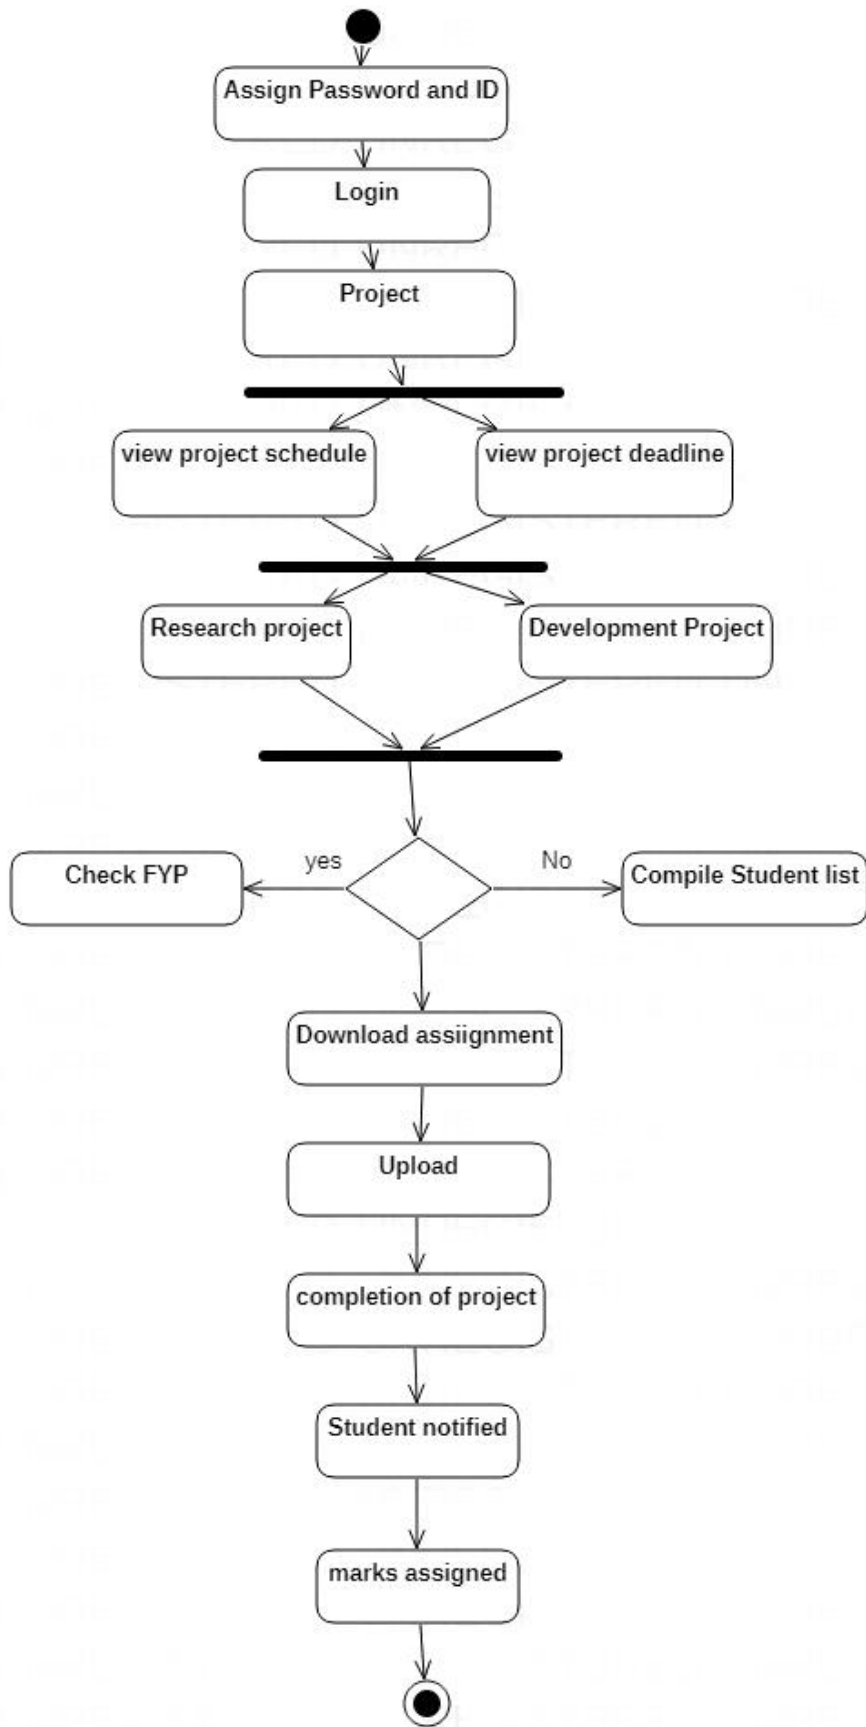 Assign Password and ID
Login
Project
view project schedule
view project deadline
Research project
Development Project
Check FYP
yes
No
Compile Student list
Download assiignment
Upload
completion of project
Student notified
marks assigned